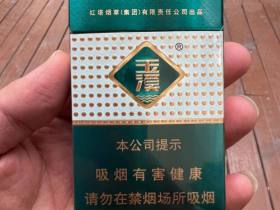 红塔烟草(集团)有限责任公司出品
玉溪®
本公司提示
吸烟有害健康
请勿在禁烟场所吸烟